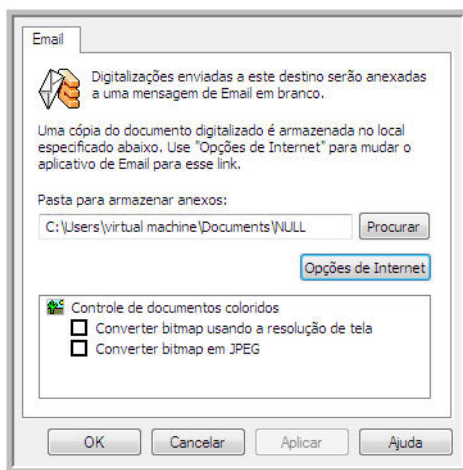 Email
Digitalizações enviadas a este destino serão anexadas
a uma mensagem de Email em branco.
Uma cópia do documento digitalizado é armazenada no local
especificado abaixo. Use "Opções de Internet" para mudar o
aplicativo de Email para esse link.
Pasta para armazenar anexos:
C:\Users\virtual machine\Documents\NULL Procurar
Opções de Internet
Controle de documentos coloridos
Converter bitmap usando a resolução de tela
Converter bitmap em JPEG
OK Cancelar Aplicar Ajuda